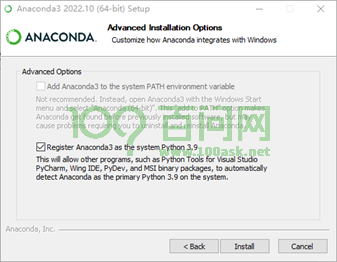 Anaconda3 2022.10 (64-bit) Setup
ANACONDA.
Advanced Installation Options
Customize how Anaconda integrates with Windows
Advanced Options
Add Anaconda3 to the system PATH environment variable
Not recommended. Instead, open Anaconda3 with the Windows Start
menu and select "Anaconda (64-bit)". This "add to PATH" option makes
Anaconda get found before previously installed software, but may
cause problems requiring you to uninstall and reinstall Anaconda.
Register Anaconda3 as the system Python 3.9
This will allow other programs, such as Python Tools for Visual Studio
PyCharm, Wing IDE, PyDev, and MSI binary packages, to automatically
detect Anaconda as the primary Python 3.9 on the system.
100问网
www.100ask.net
Anaconda, Inc.
< Back
Install
Cancel